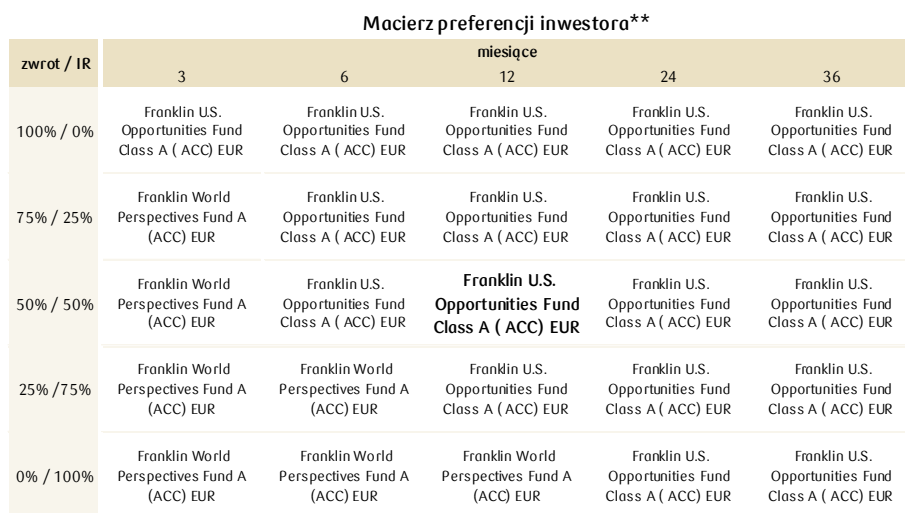 Macierz preferencji inwestora**
zwrot / IR
miesiące
3 6 12 24 36
100% / 0%
Franklin U.S. Opportunities Fund Class A ( ACC) EUR
Franklin U.S. Opportunities Fund Class A ( ACC) EUR
Franklin U.S. Opportunities Fund Class A ( ACC) EUR
Franklin U.S. Opportunities Fund Class A ( ACC) EUR
Franklin U.S. Opportunities Fund Class A ( ACC) EUR
75% / 25%
Franklin World Perspectives Fund A (ACC) EUR
Franklin U.S. Opportunities Fund Class A ( ACC) EUR
Franklin U.S. Opportunities Fund Class A ( ACC) EUR
Franklin U.S. Opportunities Fund Class A ( ACC) EUR
Franklin U.S. Opportunities Fund Class A ( ACC) EUR
50% / 50%
Franklin World Perspectives Fund A (ACC) EUR
Franklin U.S. Opportunities Fund Class A ( ACC) EUR
Franklin U.S. Opportunities Fund Class A ( ACC) EUR
Franklin U.S. Opportunities Fund Class A ( ACC) EUR
Franklin U.S. Opportunities Fund Class A ( ACC) EUR
25% /75%
Franklin World Perspectives Fund A (ACC) EUR
Franklin World Perspectives Fund A (ACC) EUR
Franklin U.S. Opportunities Fund Class A ( ACC) EUR
Franklin U.S. Opportunities Fund Class A ( ACC) EUR
Franklin U.S. Opportunities Fund Class A ( ACC) EUR
0% / 100%
Franklin World Perspectives Fund A (ACC) EUR
Franklin World Perspectives Fund A (ACC) EUR
Franklin World Perspectives Fund A (ACC) EUR
Franklin U.S. Opportunities Fund Class A ( ACC) EUR
Franklin U.S. Opportunities Fund Class A ( ACC) EUR